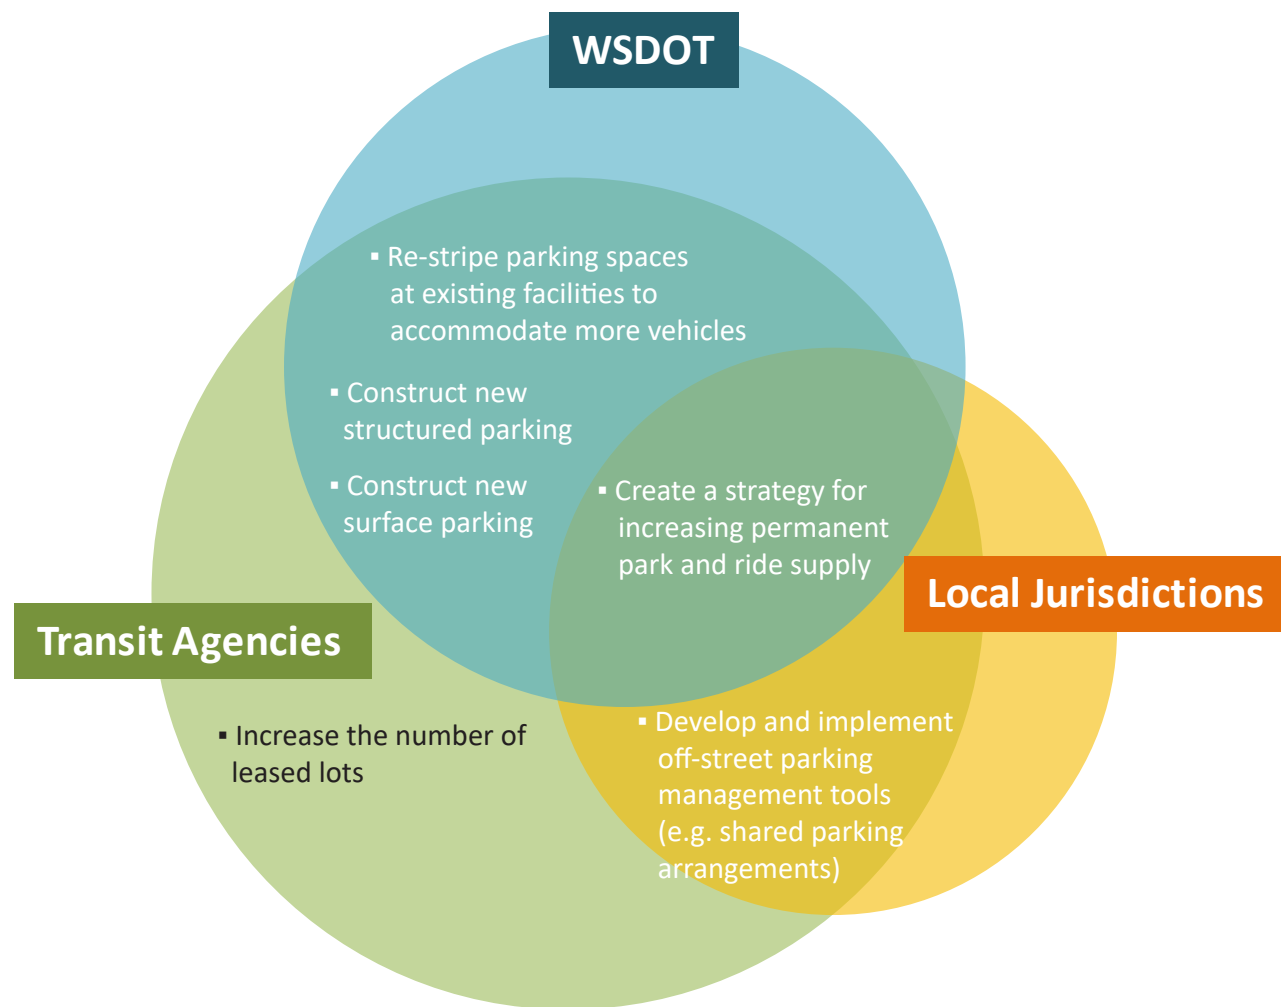 WSDOT
▪ Re-stripe parking spaces
at existing facilities to
accommodate more vehicles
▪ Construct new
structured parking
▪ Construct new
surface parking
▪ Create a strategy for
increasing permanent
park and ride supply
Local Jurisdictions
Transit Agencies
▪ Increase the number of
leased lots
▪ Develop and implement
off-street parking
management tools
(e.g. shared parking
arrangements)